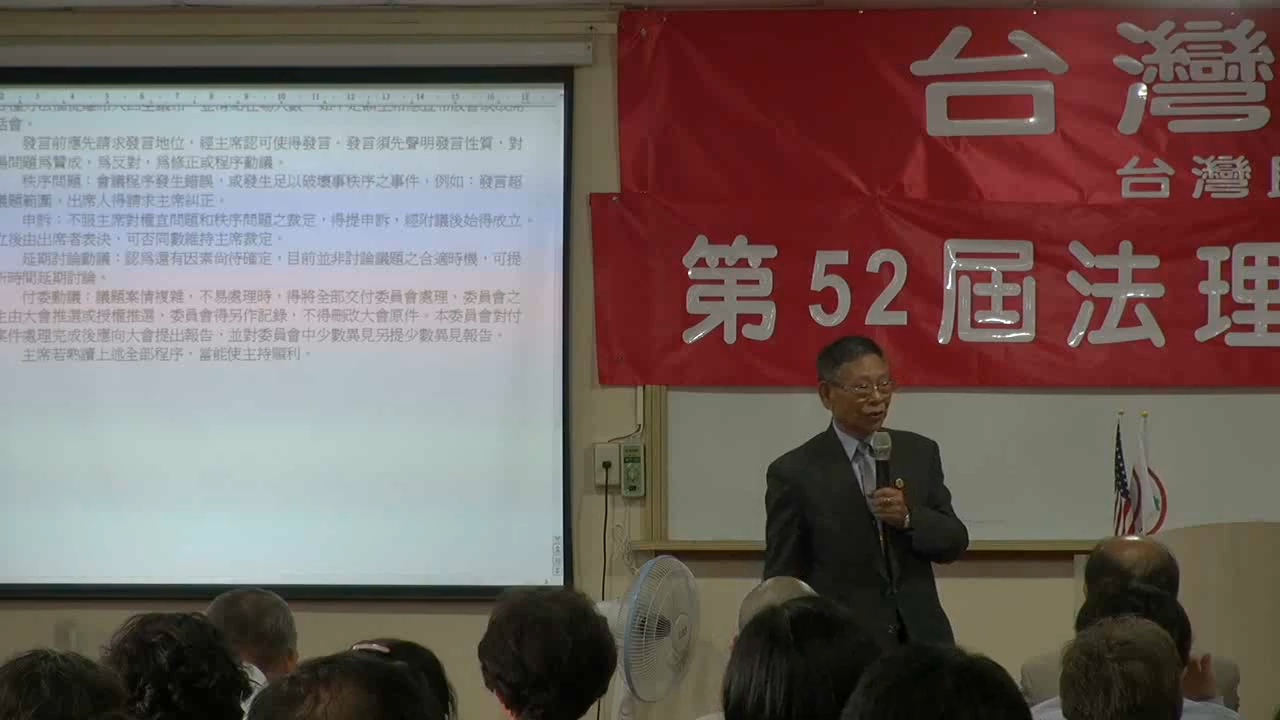 話會。
發言前應先請求發言地位，經主席認可使得發言。發言須先聲明發言性質，對
問題爲贊成，爲反對，爲修正或程序動議。
秩序問題：會議程序發生錯誤，或發生足以破壞事秩序之事件，例如：發言超
議題範圍，出席人得請求主席糾正。
申訴：不服主席對權宜問題和秩序問題之裁定，得提申訴，經附議後始得成立。
立後由出席者表決，可否同數維持主席裁定。
延期討論動議：認爲還有因素尚待確定，目前並非討論議題之合適時機，可提
時間延期討論。
付委動議：議題案情複雜，不易處理時，得將全部交付委員會處理，委員會之
生由大會推選或授權推選，委員會得另作記錄，不得刪改大會原件。本委員會對付
案件處理完或後應向大會提出報告，並對委員會中少數異見另提少數異見報告。
主席若熟讀上述全部程序，當能使主持順利。
台灣
台灣
第52屆法理